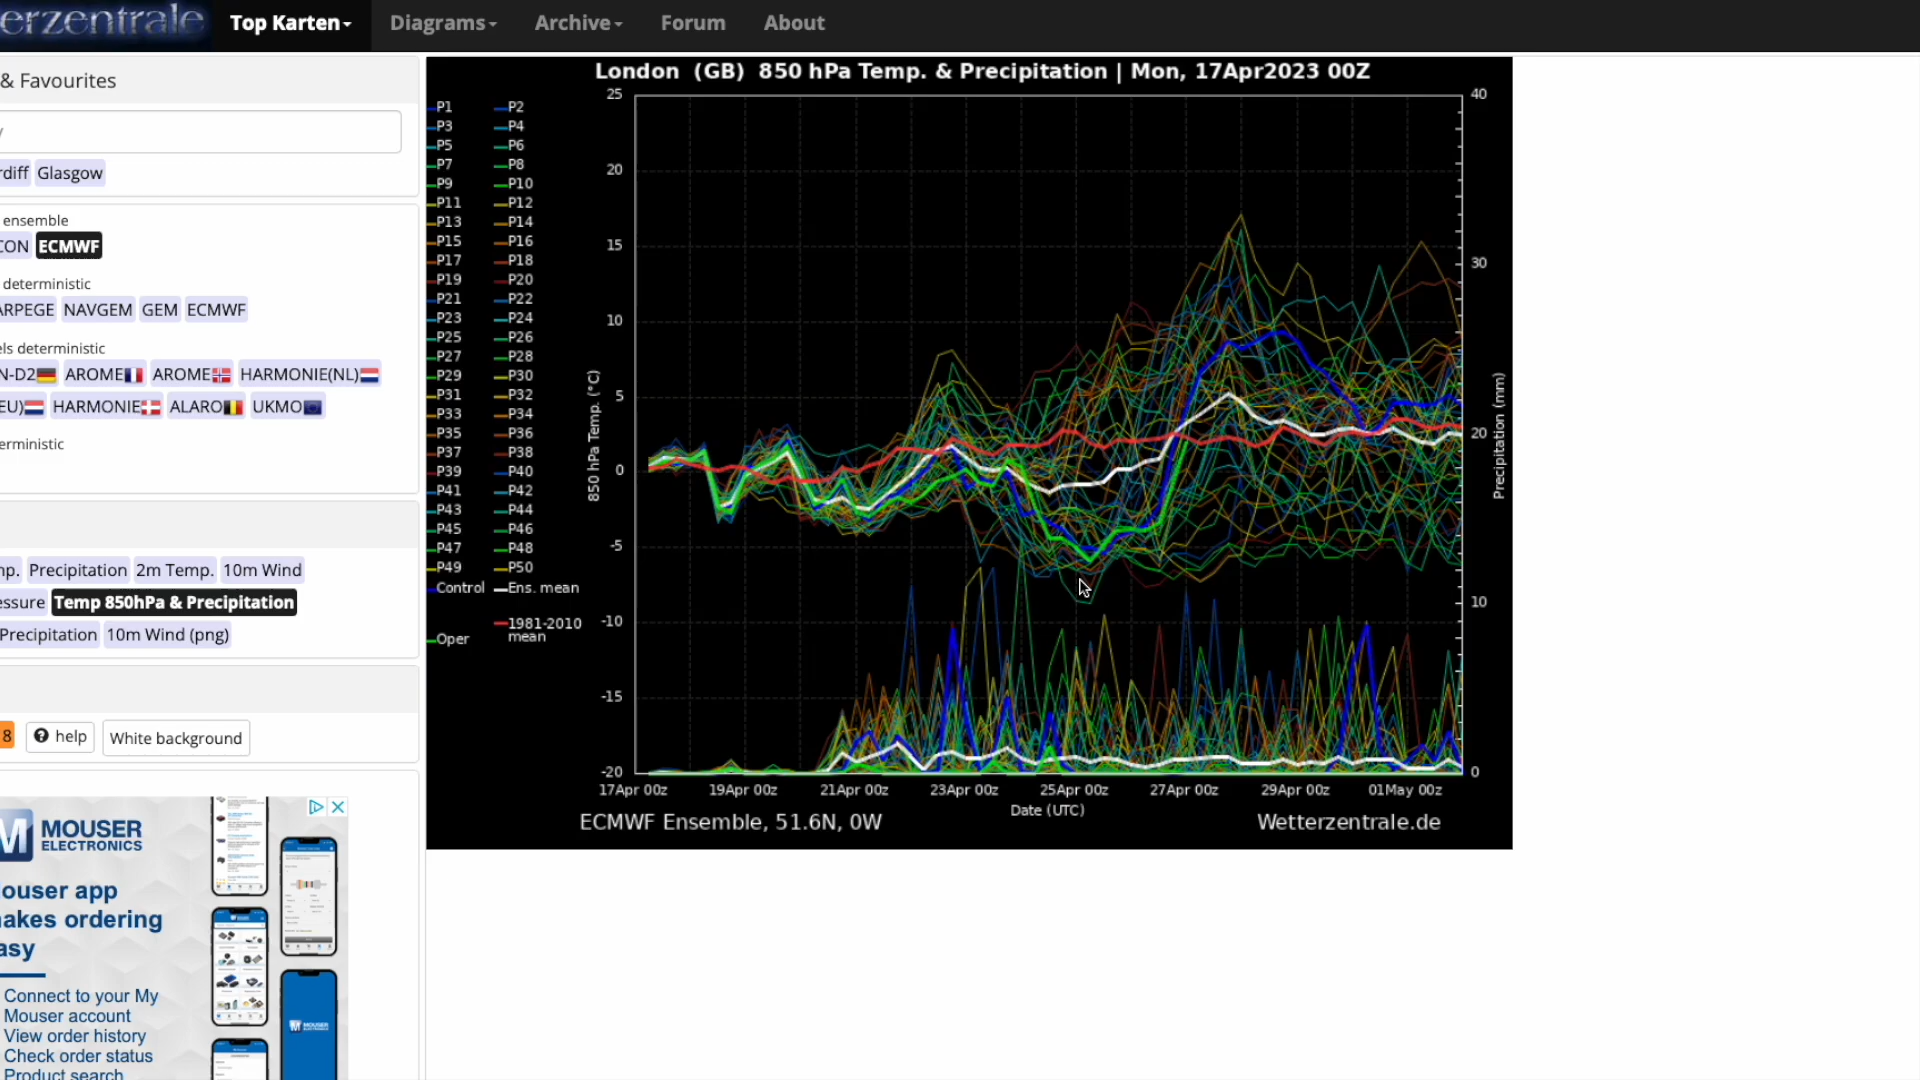 erzentrale Top Karten Diagrams Archive Forum About
& Favourites
diff Glasgow
ensemble
CON ECMWF
deterministic
ARPEGE NAVGEM GEM ECMWF
els deterministic
N-D2 AROME AROME HARMONIE(NL)
EU) HARMONIE ALARO UKMO
erministic
mp. Precipitation 2m Temp. 10m Wind
essure Temp 850hPa & Precipitation
Precipitation 10m Wind (png)
8 help White background
MOUSER
ELECTRONICS
ouser app
akes ordering
asy
Connect to your My
Mouser account
View order history
Check order status
Product search
London (GB) 850 hPa Temp. & Precipitation | Mon, 17Apr2023 00Z
P1 P2
P3 P4
P5 P6
P7 P8
P9 P10
P11 P12
P13 P14
P15 P16
P17 P18
P19 P20
P21 P22
P23 P24
P25 P26
P27 P28
P29 P30
P31 P32
P33 P34
P35 P36
P37 P38
P39 P40
P41 P42
P43 P44
P45 P46
P47 P48
P49 P50
Control Ens. mean
1981-2010
mean
Oper
850 hPa Temp. (°C)
25
20
15
10
5
0
-5
-10
-15
-20
40
30
20
10
0
Precipitation (mm)
17Apr 00z 19Apr 00z 21Apr 00z 23Apr 00z 25Apr 00z 27Apr 00z 29Apr 00z 01May 00z
Date (UTC)
ECMWF Ensemble, 51.6N, 0W Wetterzentrale.de
MOUSER